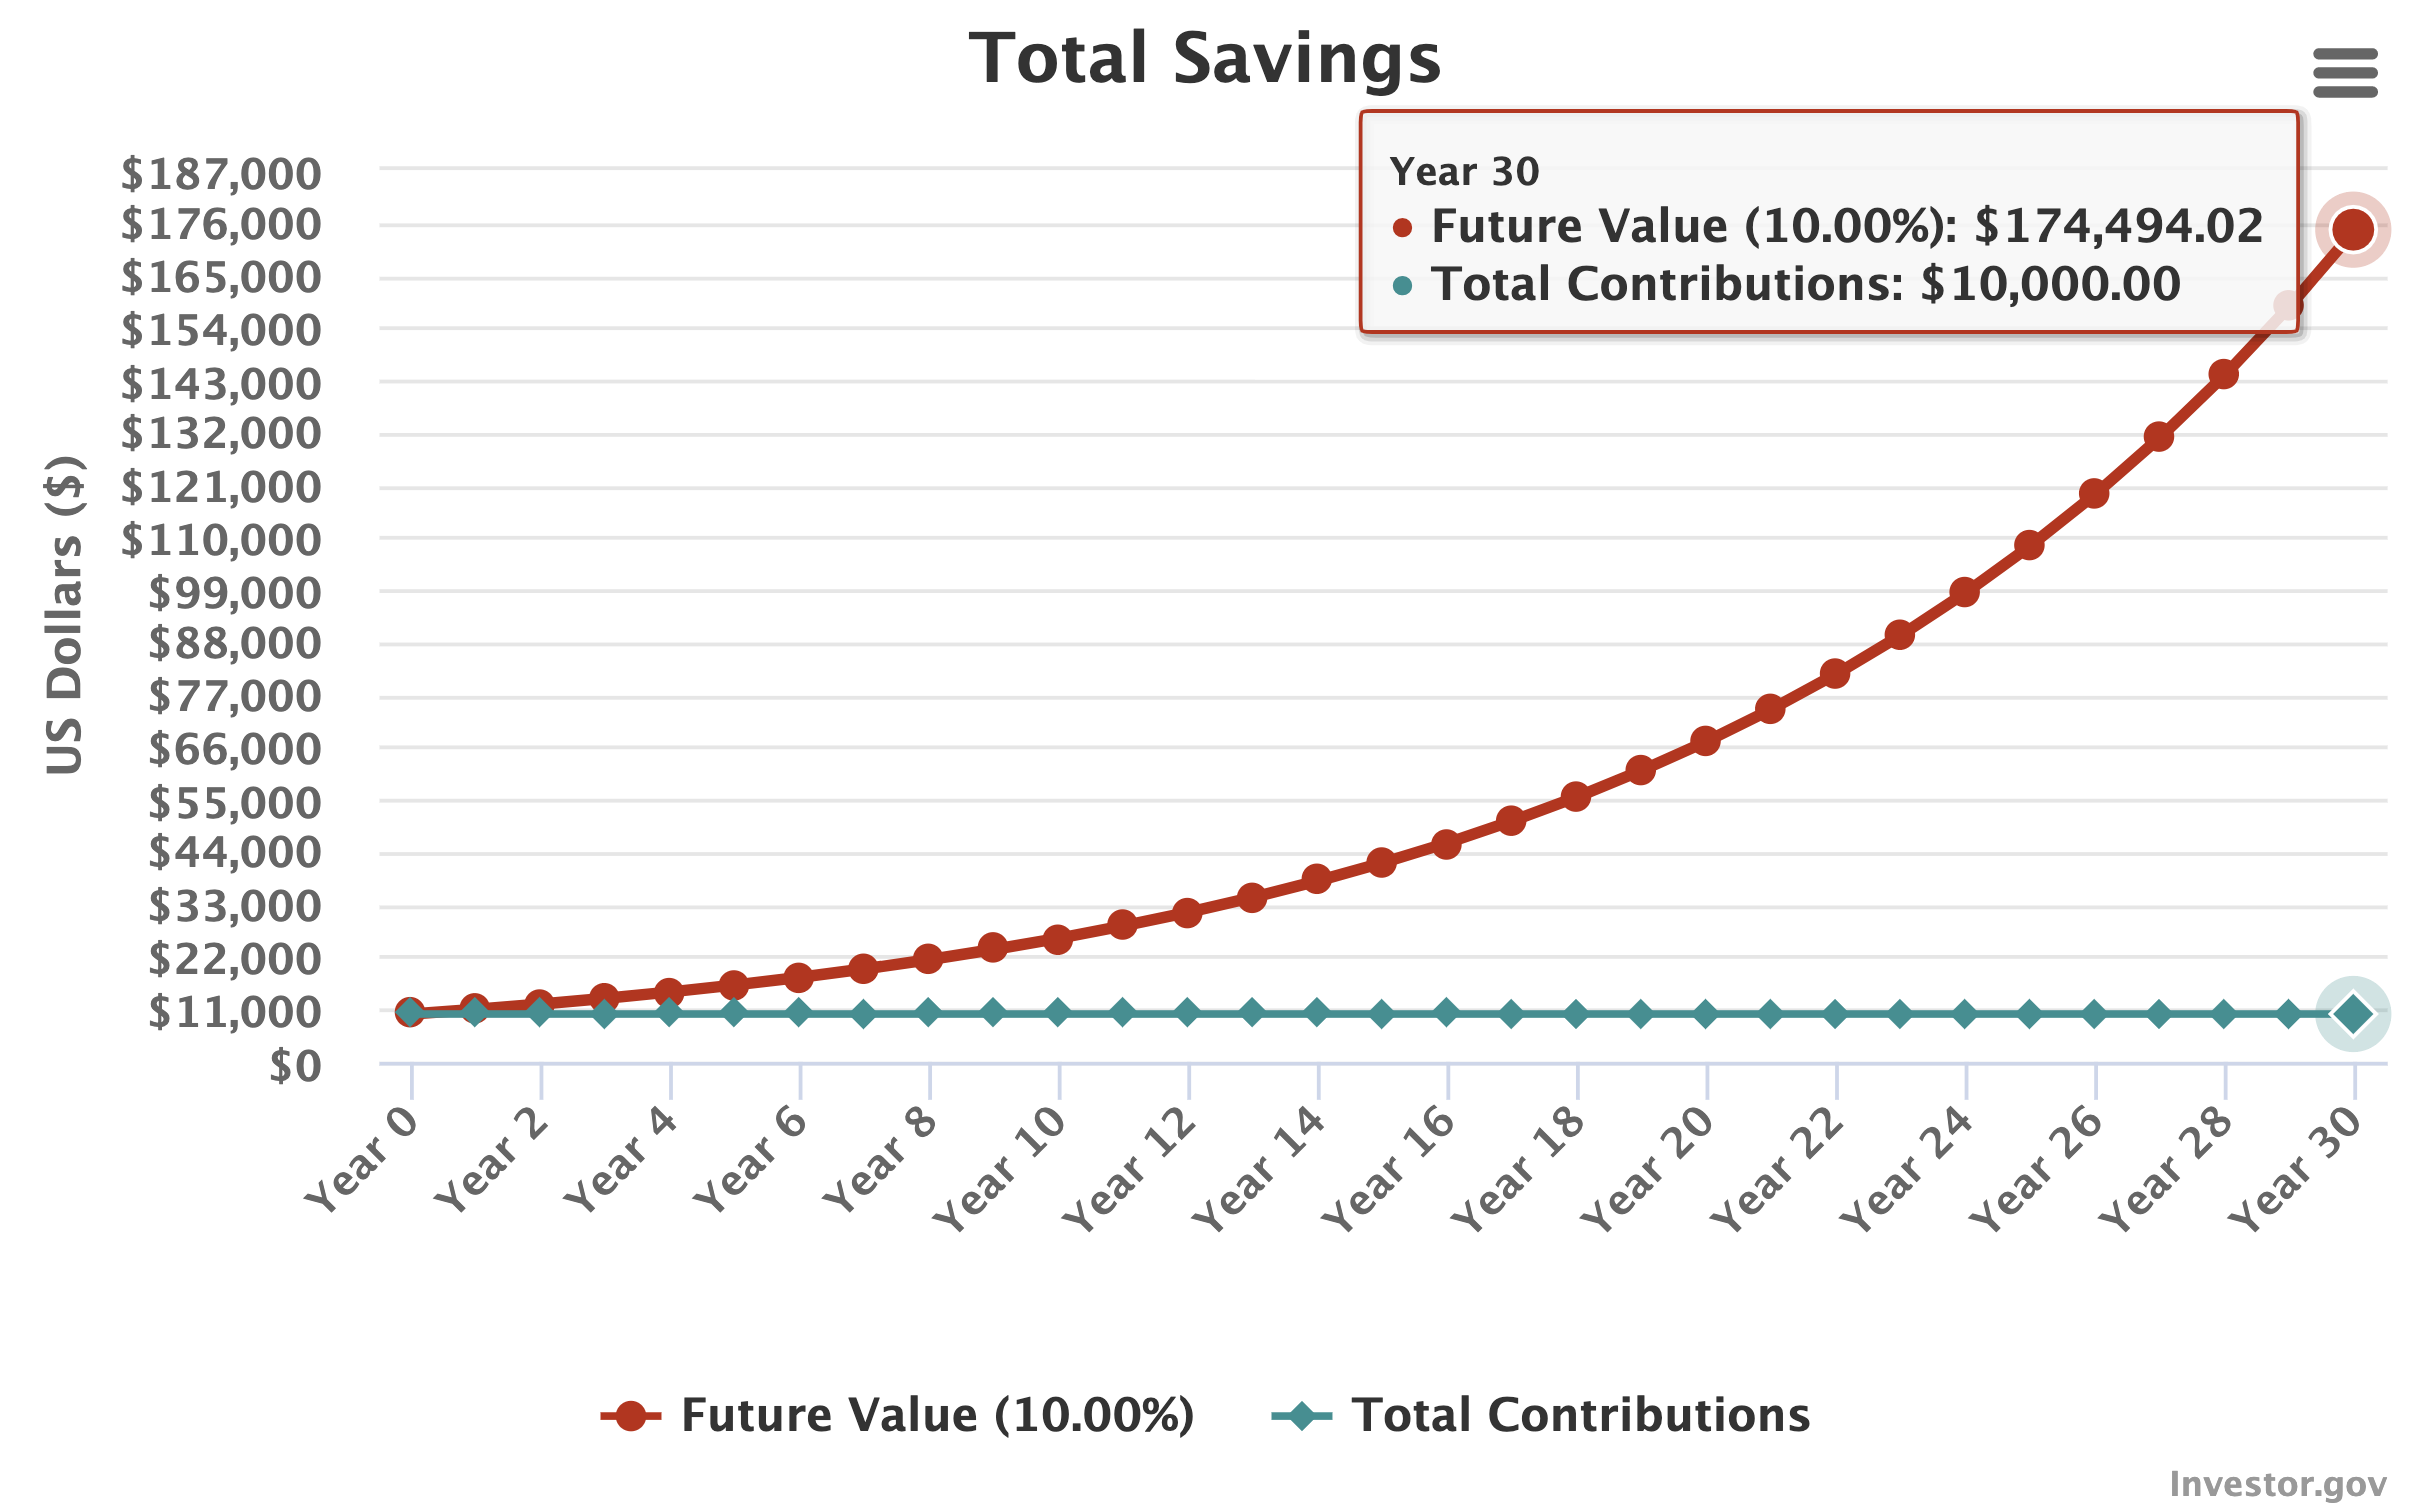 Total Savings
Year 30
Future Value (10.00%): $174,494.02
Total Contributions: $10,000.00
US Dollars ($)
$187,000
$176,000
$165,000
$154,000
$143,000
$132,000
$121,000
$110,000
$99,000
$88,000
$77,000
$66,000
$55,000
$44,000
$33,000
$22,000
$11,000
$0
Year 0
Year 2
Year 4
Year 6
Year 8
Year 10
Year 12
Year 14
Year 16
Year 18
Year 20
Year 22
Year 24
Year 26
Year 28
Year 30
Future Value (10.00%)
Total Contributions
Investor.gov